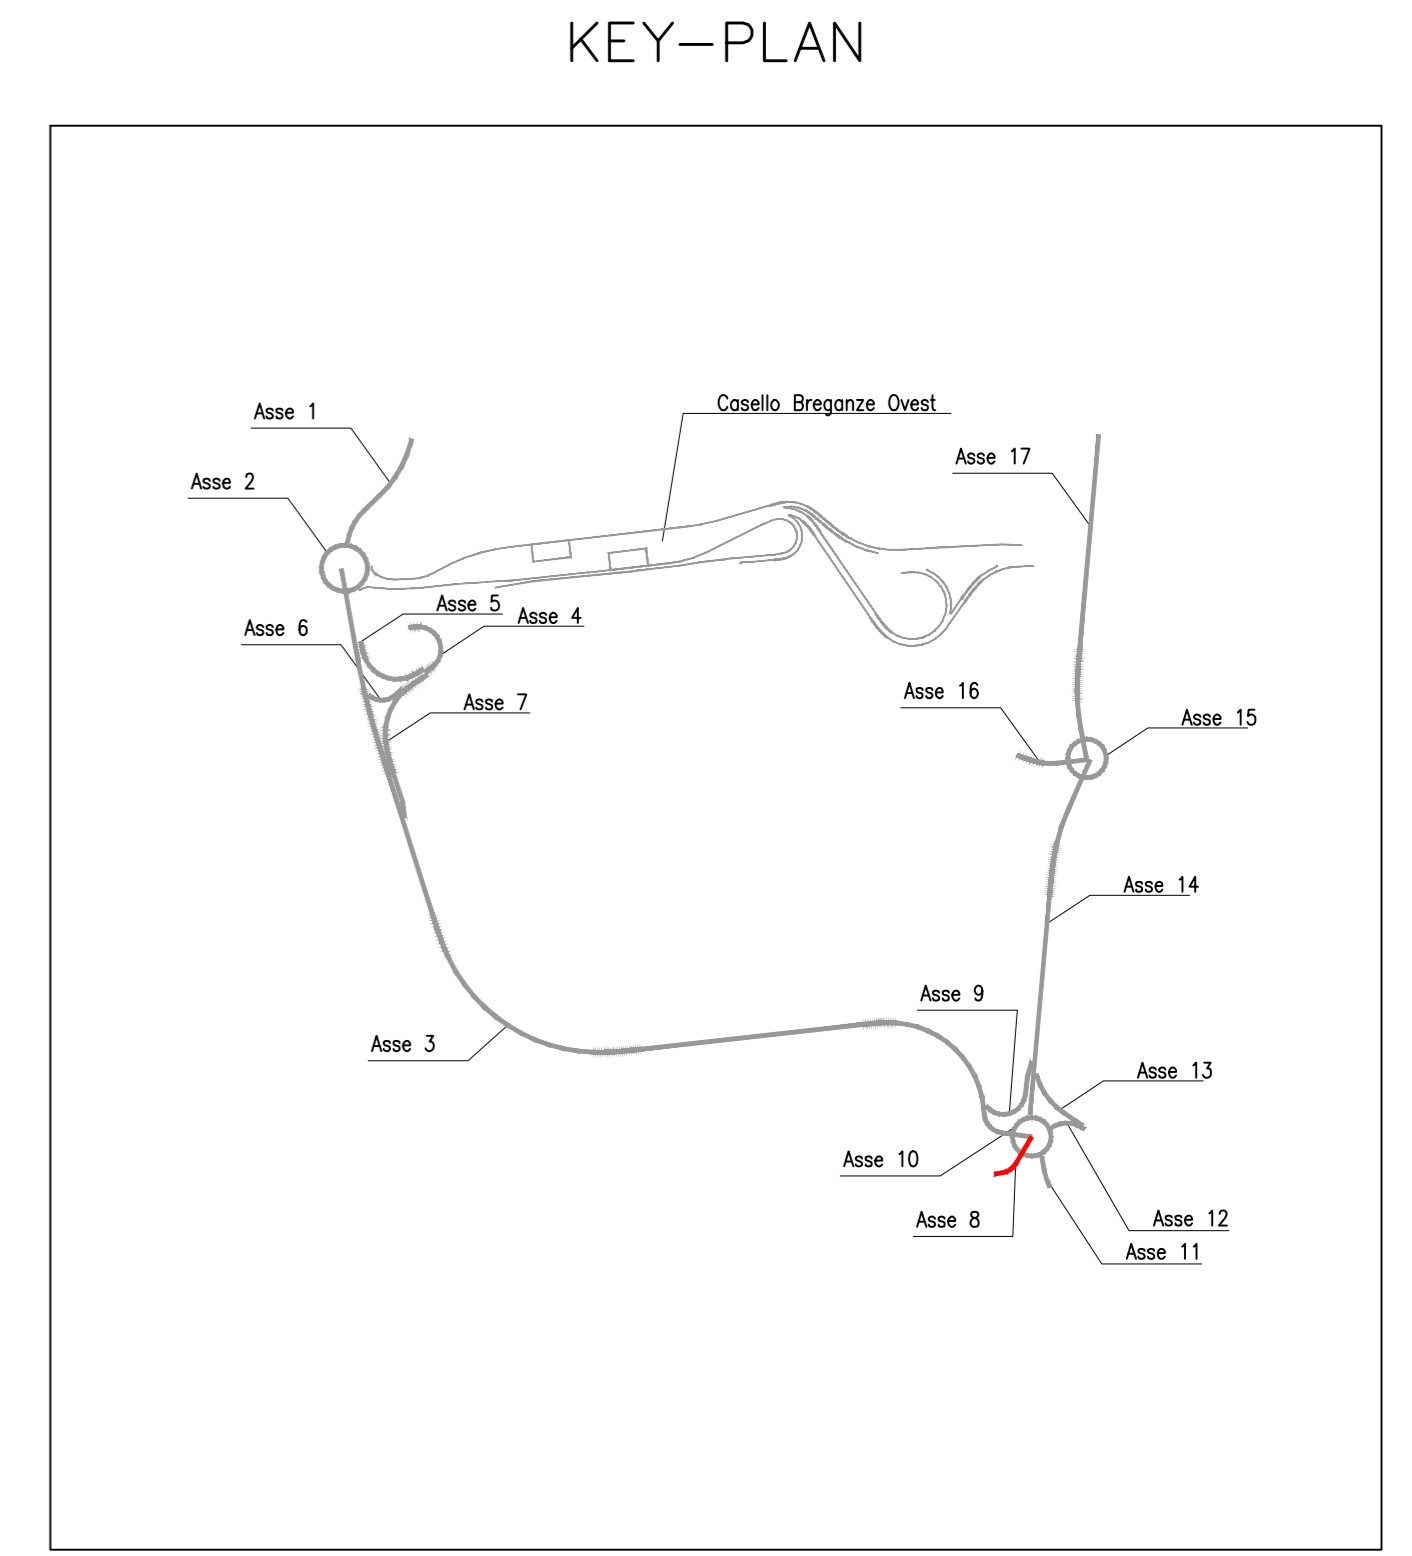 KEY-PLAN
Asse 1
Casello Breganze Ovest
Asse 17
Asse 2
Asse 5
Asse 4
Asse 6
Asse 7
Asse 16
Asse 15
Asse 14
Asse 9
Asse 3
Asse 13
Asse 10
Asse 8
Asse 12
Asse 11